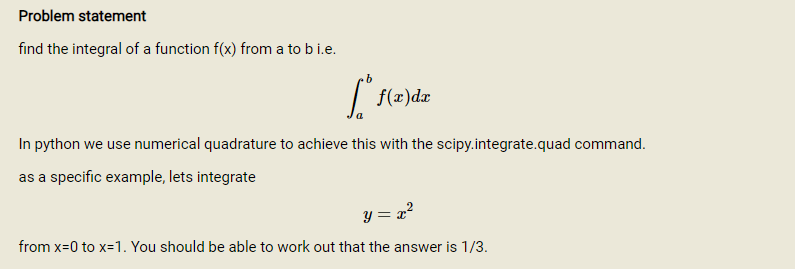 Problem statement
find the integral of a function f(x) from a to b i.e.
∫ₐᵇ f(x)dx
In python we use numerical quadrature to achieve this with the scipy.integrate.quad command.
as a specific example, lets integrate
y = x²
from x=0 to x=1. You should be able to work out that the answer is 1/3.